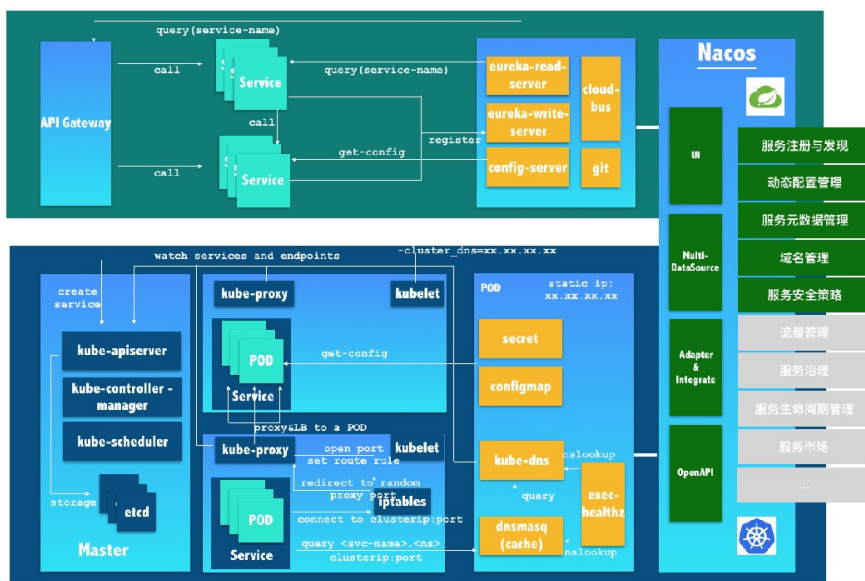 query(service-name)
call
API Gateway
call
S
S
Service
query(service-name)
call
S
S
Service
get-config
register
eureka-read-
server
eureka-write-
server
config-server
cloud-
bus
git
Nacos
UI
Multi-
DataSource
Adapter
&
Integrate
OpenAPI
服务注册与发现
动态配置管理
服务元数据管理
域名管理
服务安全策略
流量管理
服务治理
服务生命周期管理
服务市场
...
watch services and endpoints
-cluster_dns=xx.xx.xx.xx
create
service
kube-apiserver
kube-controller -
manager
kube-scheduler
storage
etcd
Master
kube-proxy
kubelet
POD
Service
get-config
proxy&LB to a POD
kube-proxy
open port
set route rule
kubelet
redirect to random
proxy port
iptables
POD
Service
connect to clusterip:port
query <svc-name>.<ns>
clusterip:port
POD
static ip:
xx.xx.xx.xx
secret
configmap
kube-dns
nslookup
query
exec-
healthz
dnsmasq
(cache)
nslookup